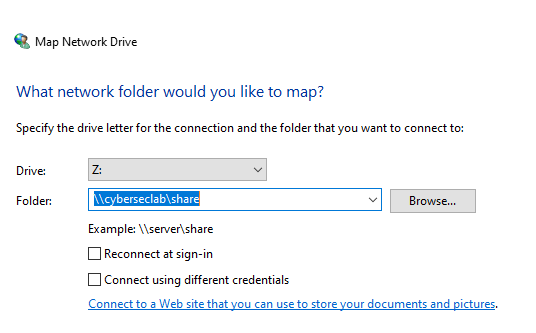 Map Network Drive
What network folder would you like to map?
Specify the drive letter for the connection and the folder that you want to connect to:
Drive: Z:
Folder: \\cyberseclab\share Browse...
Example: \\server\share
Reconnect at sign-in
Connect using different credentials
Connect to a Web site that you can use to store your documents and pictures.